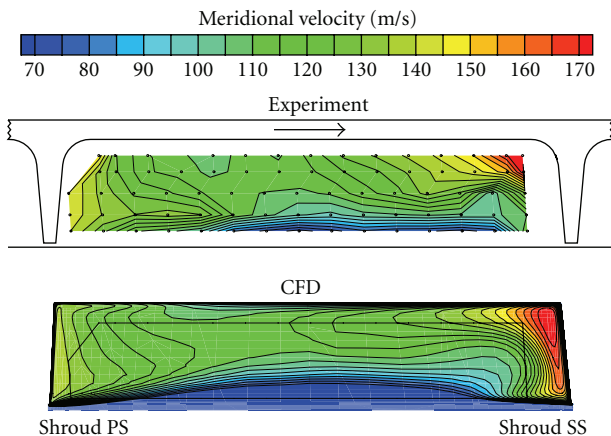 Meridional velocity (m/s)
70 80 90 100 110 120 130 140 150 160 170
Experiment
CFD
Shroud PS Shroud SS